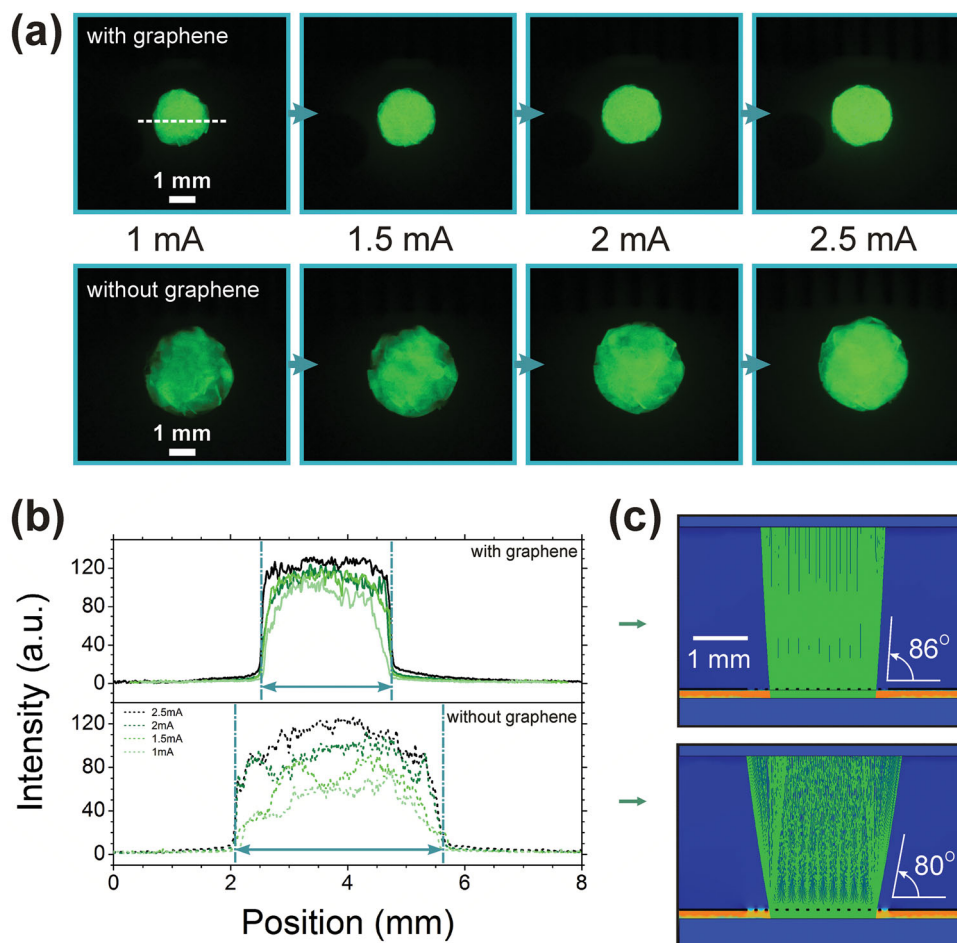 (a)
with graphene
1 mm
1 mA
1.5 mA
2 mA
2.5 mA
without graphene
1 mm
(b)
Intensity (a.u.)
120
80
40
0
with graphene
120
80
40
0
2.5mA
2mA
1.5mA
1mA
without graphene
0
2
4
6
8
Position (mm)
(c)
1 mm
86°
80°